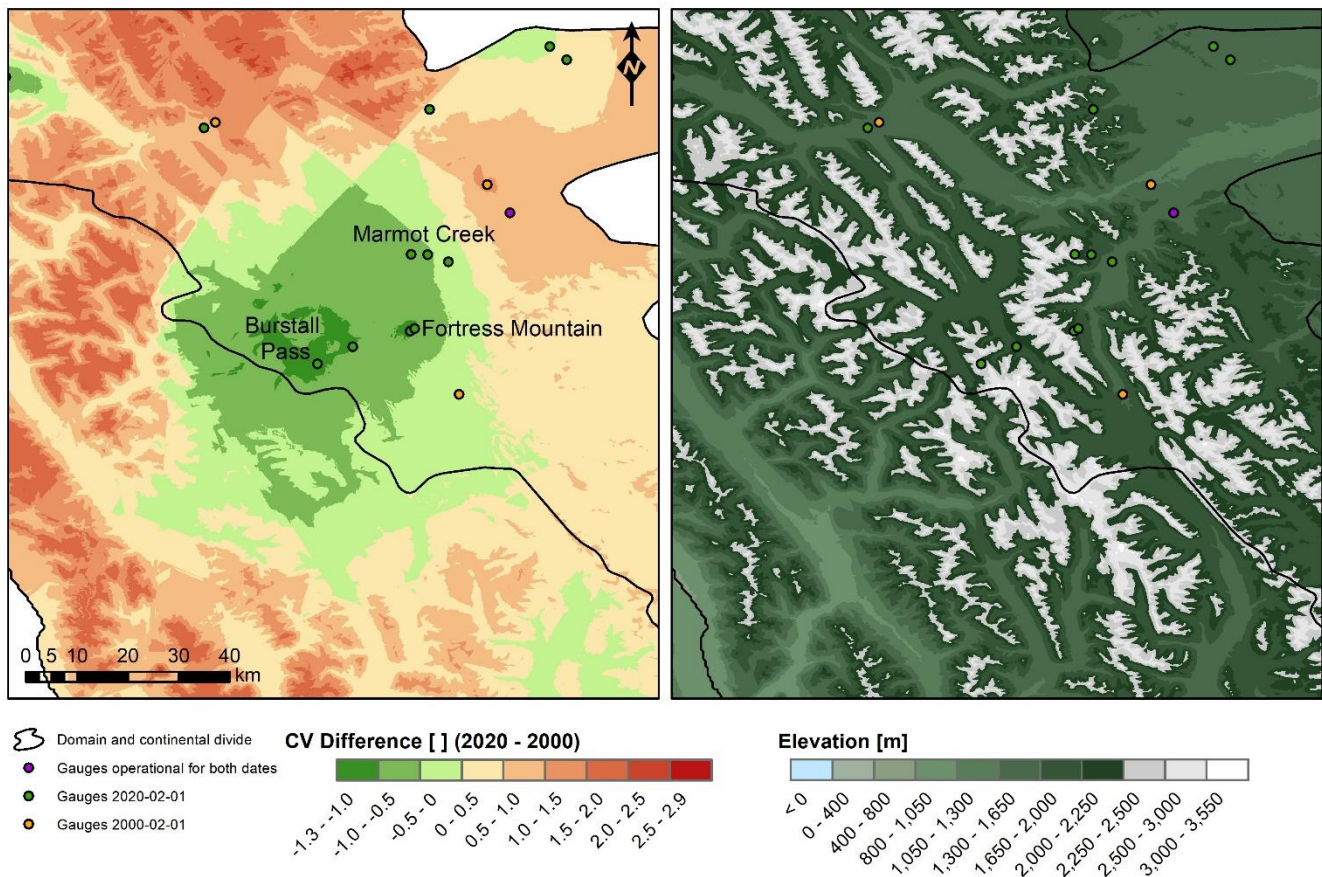 N
Marmot Creek
Burstall
Pass
Fortress Mountain
0 5 10 20 30 40
km
Domain and continental divide
Gauges operational for both dates
Gauges 2020-02-01
Gauges 2000-02-01
CV Difference [ ] (2020 - 2000)
-1.3 - -1.0
-1.0 - -0.5
-0.5 - 0
0 - 0.5
0.5 - 1.0
1.0 - 1.5
1.5 - 2.0
2.0 - 2.5
2.5 - 2.9
Elevation [m]
< 0
0 - 400
400 - 800
800 - 1,050
1,050 - 1,300
1,300 - 1,650
1,650 - 2,000
2,000 - 2,250
2,250 - 2,500
2,500 - 3,000
3,000 - 3,550